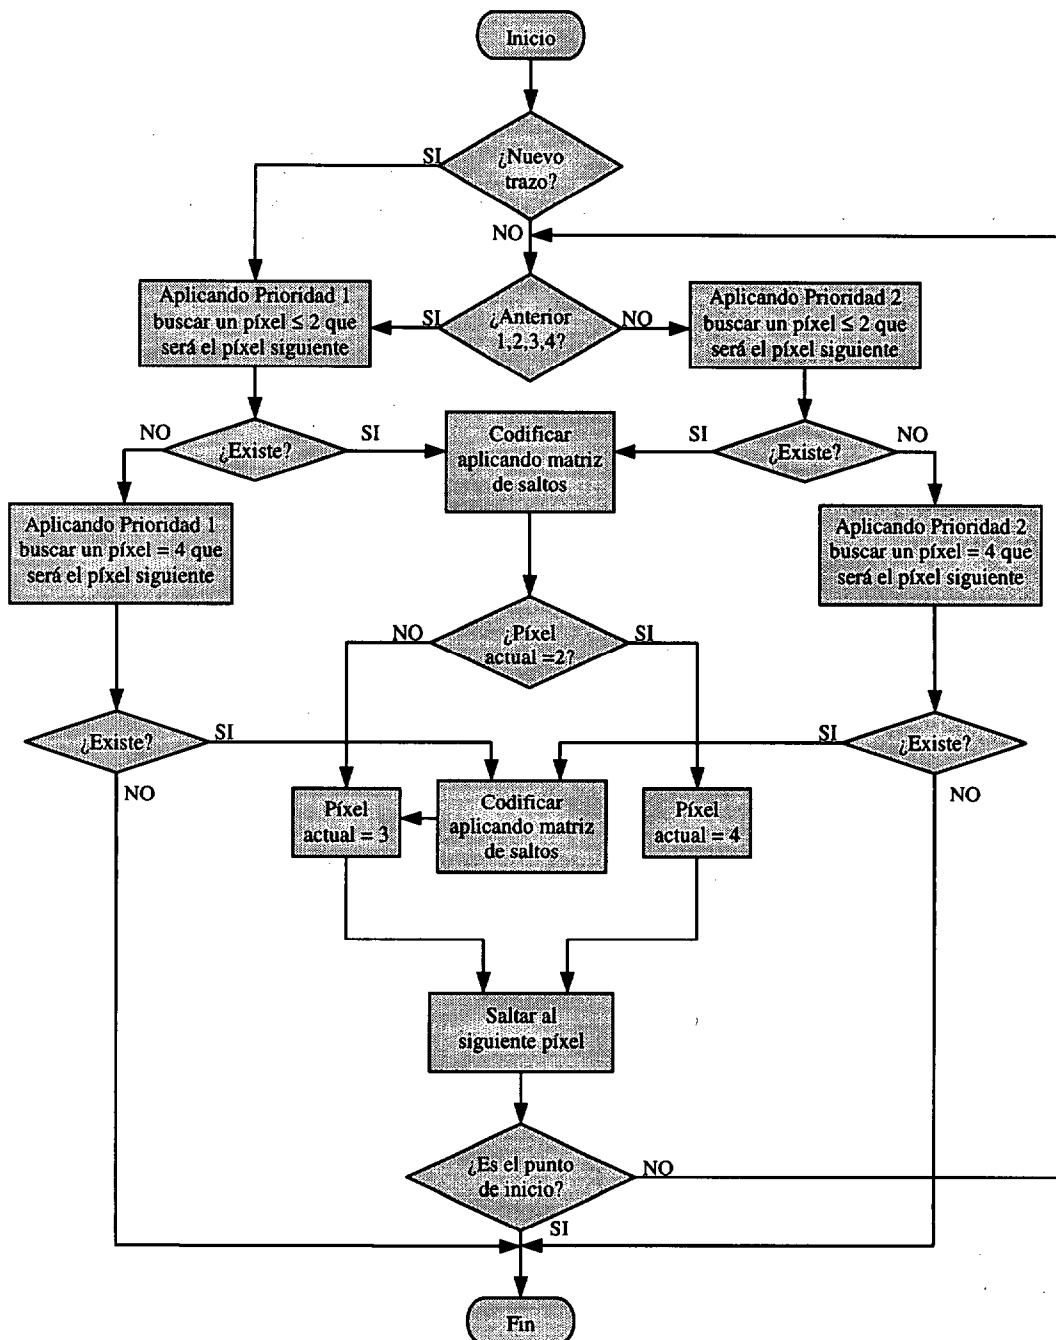 Inicio
SI
¿Nuevo
trazo?
NO
Aplicando Prioridad 1
buscar un píxel ≤ 2 que
será el píxel siguiente
SI
¿Anterior
1,2,3,4?
NO
Aplicando Prioridad 2
buscar un píxel ≤ 2 que
será el píxel siguiente
NO
¿Existe?
SI
Codificar
aplicando matriz
de saltos
SI
¿Existe?
NO
Aplicando Prioridad 1
buscar un píxel = 4 que
será el píxel siguiente
Aplicando Prioridad 2
buscar un píxel = 4 que
será el píxel siguiente
NO
¿Píxel
actual =2?
SI
¿Existe?
SI
NO
SI
¿Existe?
NO
Píxel
actual = 3
Codificar
aplicando matriz
de saltos
Píxel
actual = 4
Saltar al
siguiente píxel
¿Es el punto
de inicio?
NO
SI
Fin